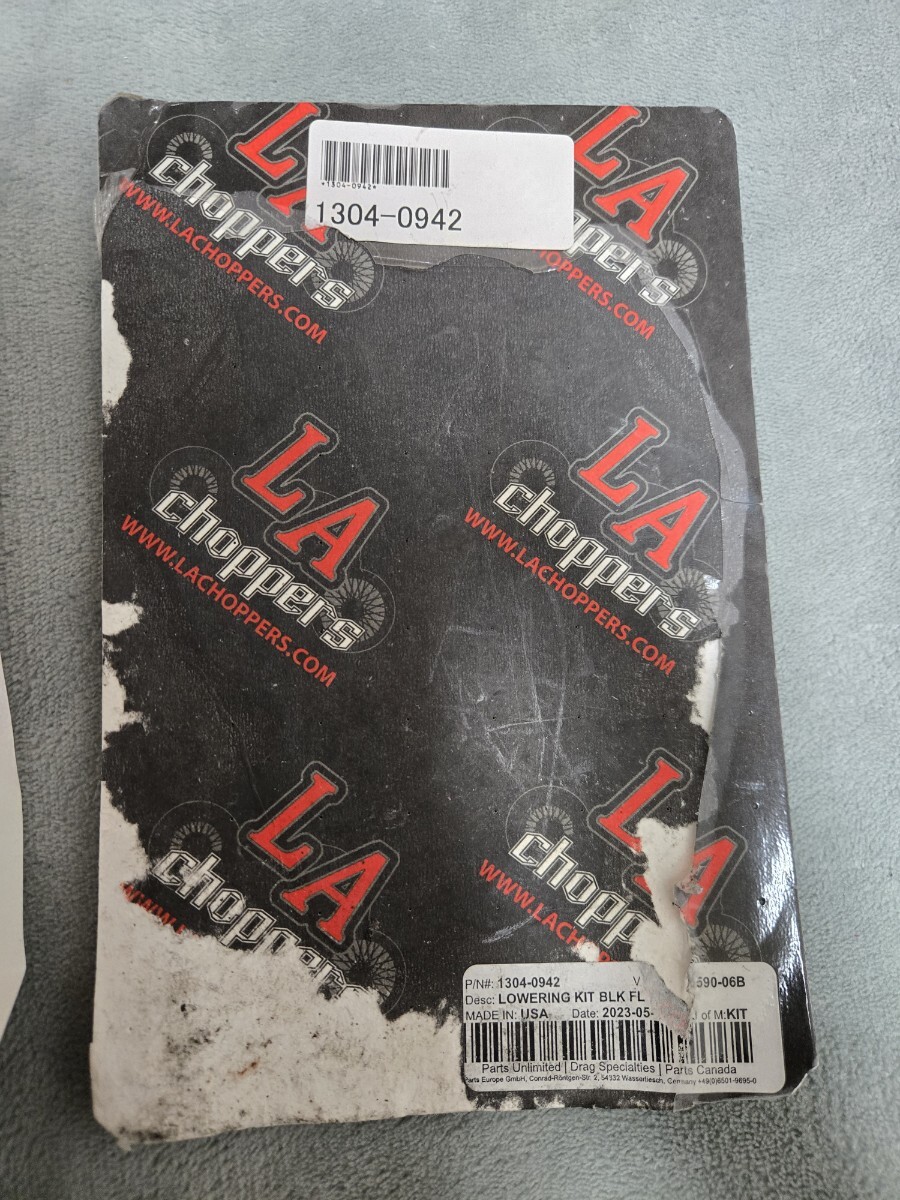 LA
choppers
WWW.LACHOPPERS.COM
*1304-0942*
1304-0942
LA
choppers
WWW.LACHOPPERS.COM
LA
choppers
WWW.LACHOPPERS.COM
LA
choppers
WWW.LACHOPPERS.COM
LA
choppers
LA
choppers
P/N#: 1304-0942 V 590-06B
Desc: LOWERING KIT BLK FL
MADE IN: USA Date: 2023-05- of M:KIT
Parts Unlimited | Drag Specialties | Parts Canada
Parts Europe GmbH, Conrad-Röntgen-Str. 2, 54332 Wasserliesch, Germany +49(0)6501-9695-0